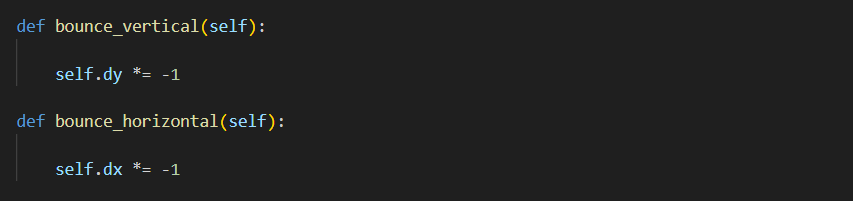 def bounce_vertical(self):
self.dy *= -1
def bounce_horizontal(self):
self.dx *= -1